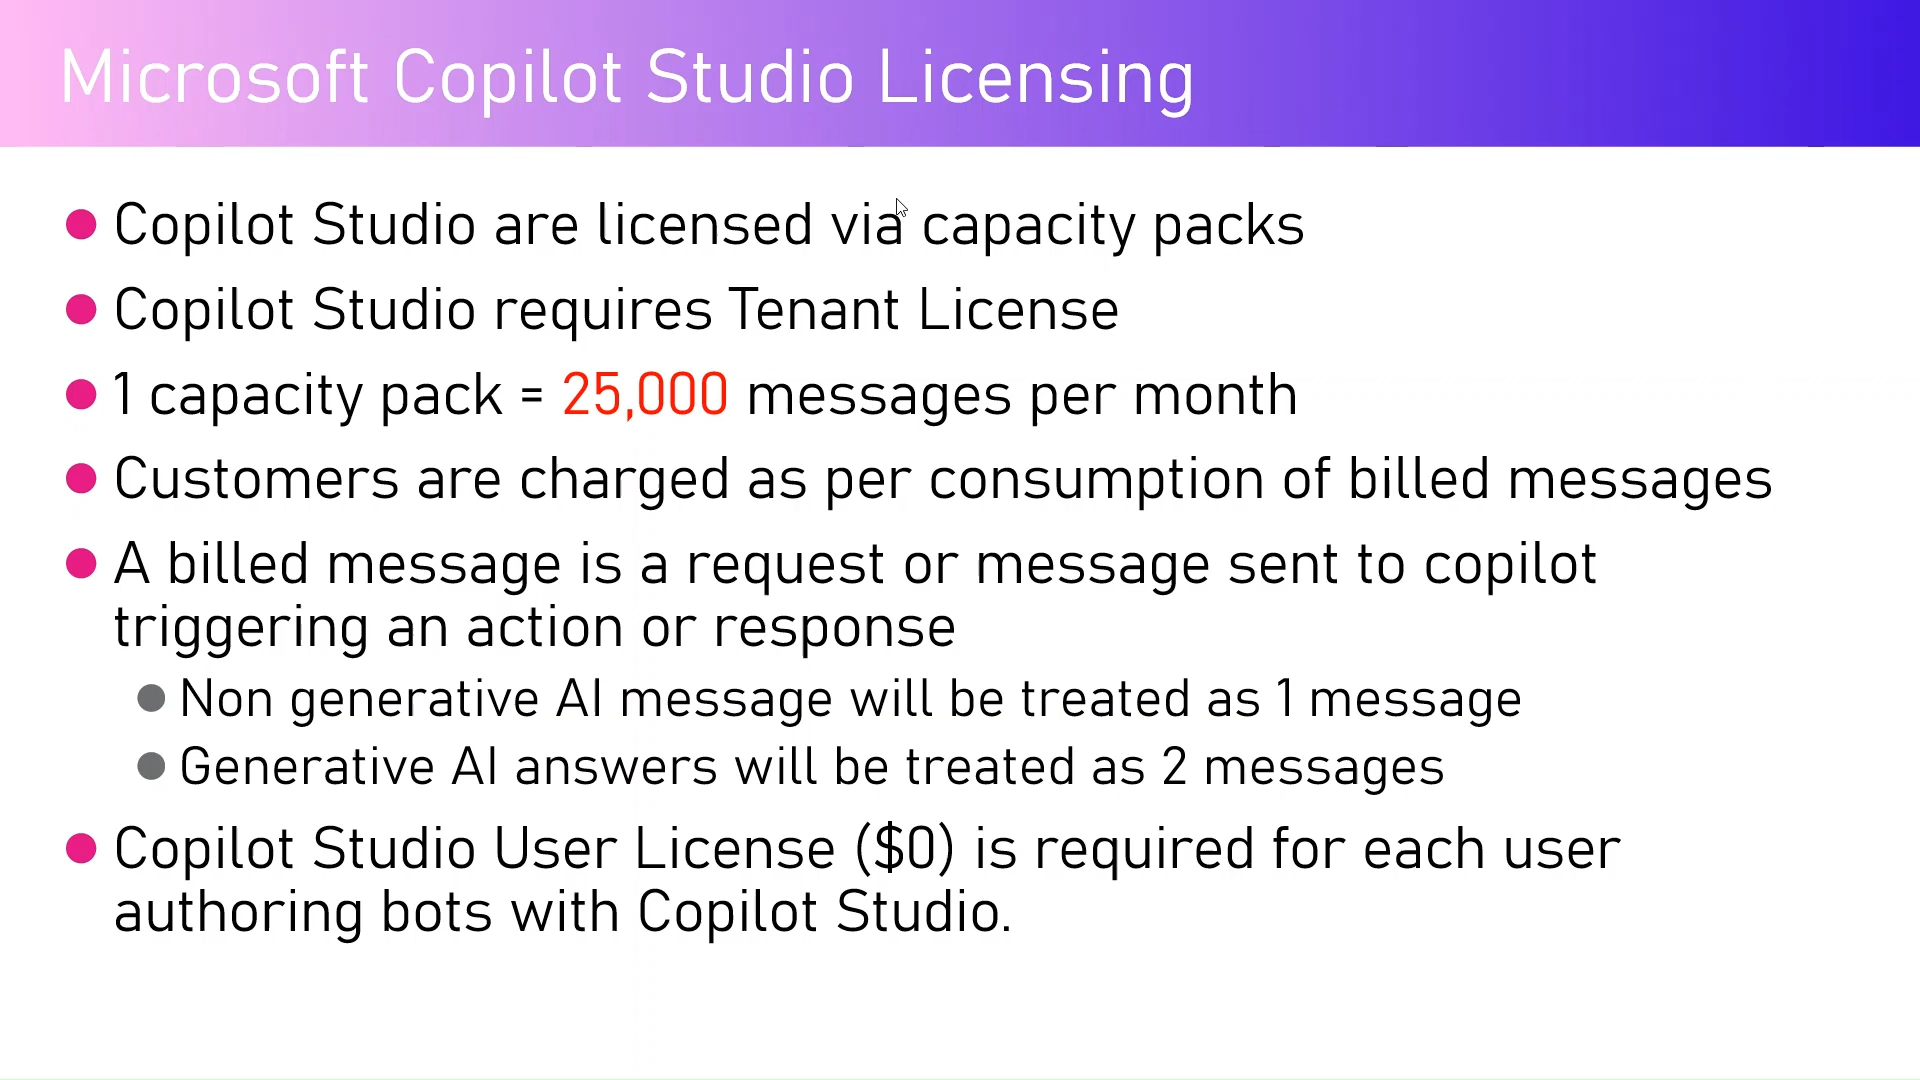 Microsoft Copilot Studio Licensing
Copilot Studio are licensed via capacity packs
Copilot Studio requires Tenant License
1 capacity pack = 25,000 messages per month
Customers are charged as per consumption of billed messages
A billed message is a request or message sent to copilot
triggering an action or response
Non generative AI message will be treated as 1 message
Generative AI answers will be treated as 2 messages
Copilot Studio User License ($0) is required for each user
authoring bots with Copilot Studio.